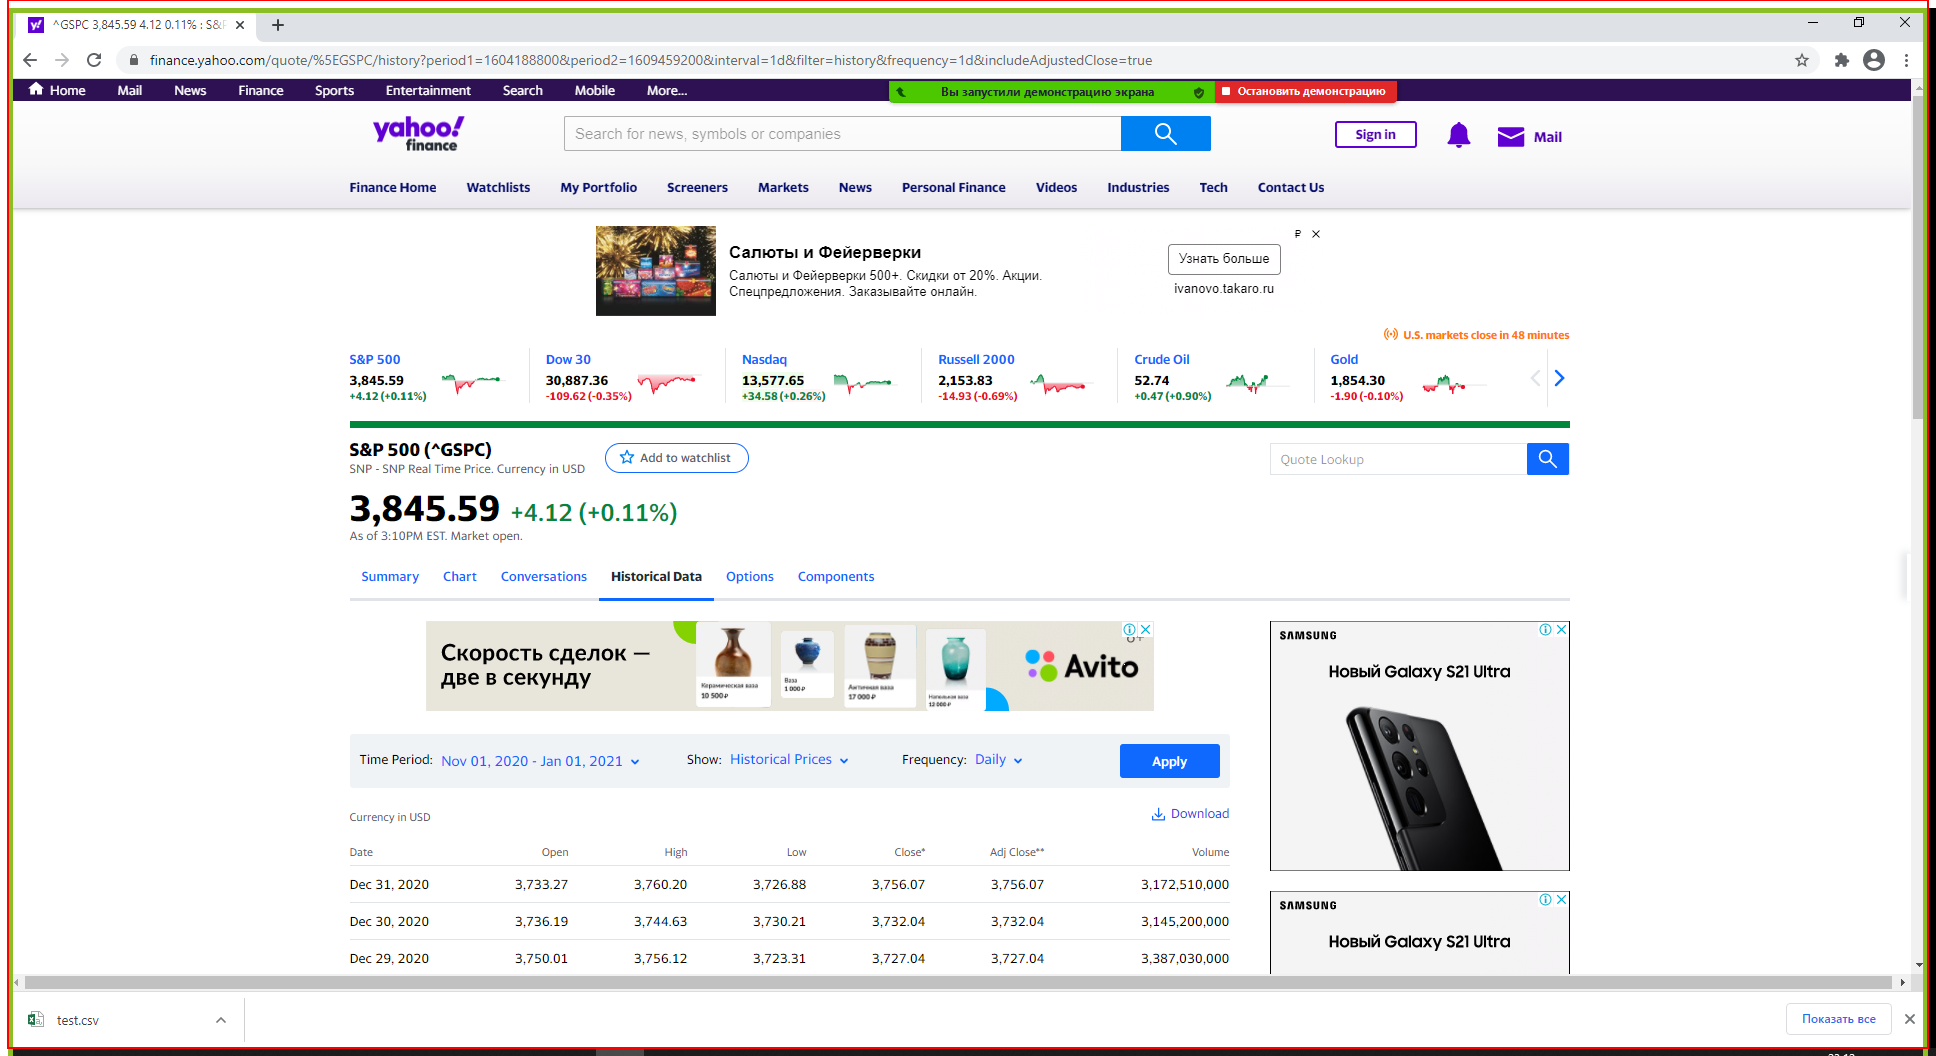 ^GSPC 3,845.59 4.12 0.11% : S&P
finance.yahoo.com/quote/%5EGSPC/history?period1=1604188800&period2=1609459200&interval=1d&filter=history&frequency=1d&includeAdjustedClose=true
Home Mail News Finance Sports Entertainment Search Mobile More...
Вы запустили демонстрацию экрана Остановить демонстрацию
yahoo! finance
Search for news, symbols or companies
Sign in
Mail
Finance Home Watchlists My Portfolio Screeners Markets News Personal Finance Videos Industries Tech Contact Us
Салюты и Фейерверки
Салюты и Фейерверки 500+. Скидки от 20%. Акции.
Спецпредложения. Заказывайте онлайн.
Узнать больше
ivanovo.takaro.ru
U.S. markets close in 48 minutes
S&P 500 Dow 30 Nasdaq Russell 2000 Crude Oil Gold
3,845.59 30,887.36 13,577.65 2,153.83 52.74 1,854.30
+4.12 (+0.11%) -109.62 (-0.35%) +34.58 (+0.26%) -14.93 (-0.69%) +0.47 (+0.90%) -1.90 (-0.10%)
S&P 500 (^GSPC)
SNP - SNP Real Time Price. Currency in USD
Add to watchlist
Quote Lookup
3,845.59 +4.12 (+0.11%)
As of 3:10PM EST. Market open.
Summary Chart Conversations Historical Data Options Components
Скорость сделок —
две в секунду
Керамическая ваза
10 500 ₽
Ваза
1 000 ₽
Античная ваза
17 000 ₽
Напольная ваза
12 000 ₽
Avito
SAMSUNG
Новый Galaxy S21 Ultra
Time Period: Nov 01, 2020 - Jan 01, 2021 Show: Historical Prices Frequency: Daily Apply
Currency in USD Download
Date Open High Low Close* Adj Close** Volume
Dec 31, 2020 3,733.27 3,760.20 3,726.88 3,756.07 3,756.07 3,172,510,000
Dec 30, 2020 3,736.19 3,744.63 3,730.21 3,732.04 3,732.04 3,145,200,000
Dec 29, 2020 3,750.01 3,756.12 3,723.31 3,727.04 3,727.04 3,387,030,000
SAMSUNG
Новый Galaxy S21 Ultra
test.csv
Показать все